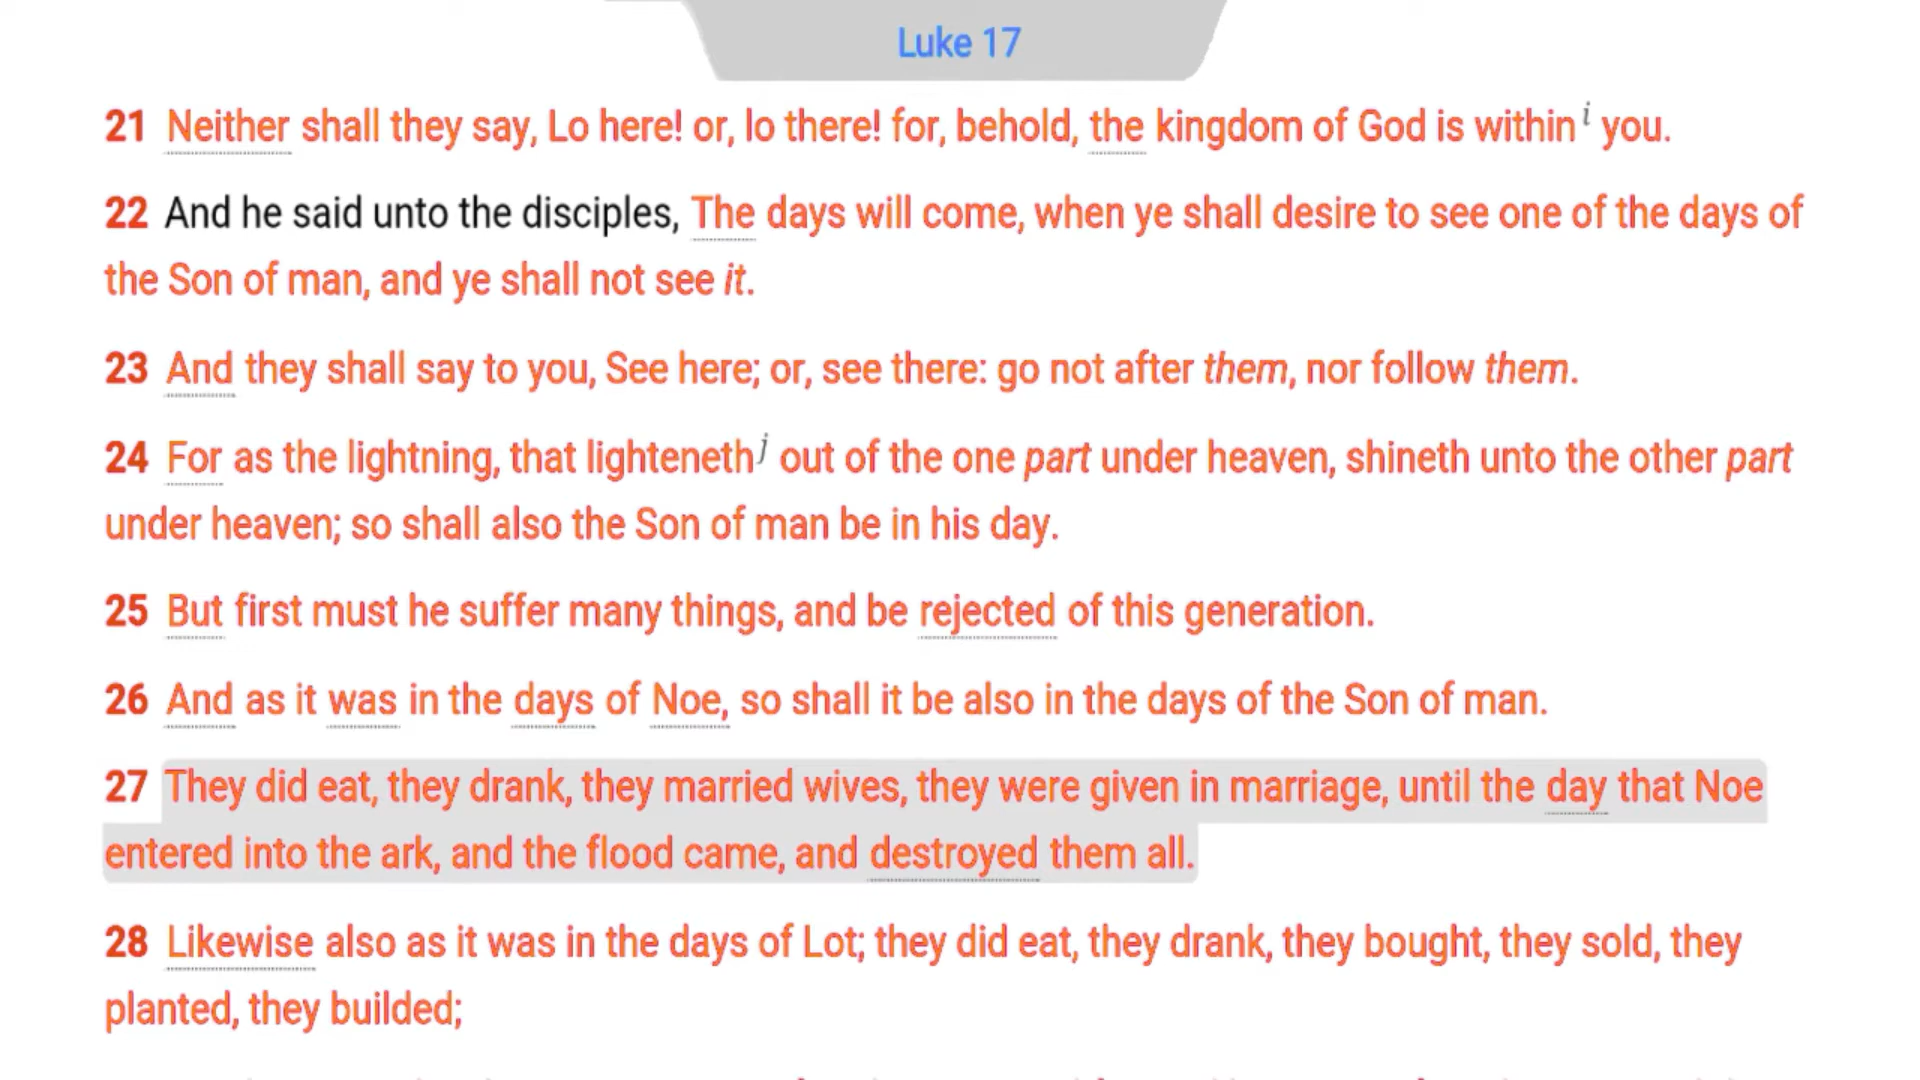 Luke 17
21 Neither shall they say, Lo here! or, lo there! for, behold, the kingdom of God is within i you.
22 And he said unto the disciples, The days will come, when ye shall desire to see one of the days of
the Son of man, and ye shall not see it.
23 And they shall say to you, See here; or, see there: go not after them, nor follow them.
24 For as the lightning, that lighteneth j out of the one part under heaven, shineth unto the other part
under heaven; so shall also the Son of man be in his day.
25 But first must he suffer many things, and be rejected of this generation.
26 And as it was in the days of Noe, so shall it be also in the days of the Son of man.
27 They did eat, they drank, they married wives, they were given in marriage, until the day that Noe
entered into the ark, and the flood came, and destroyed them all.
28 Likewise also as it was in the days of Lot; they did eat, they drank, they bought, they sold, they
planted, they builded;